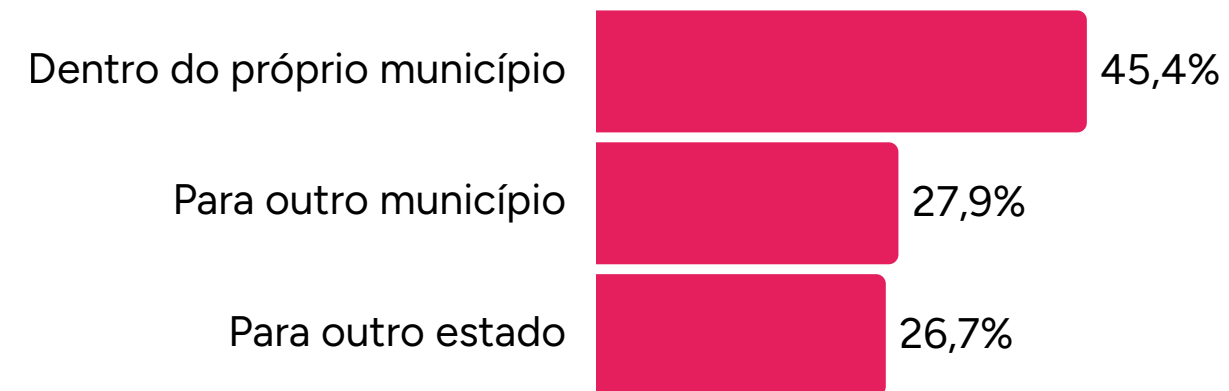 Dentro do próprio município 45,4%
Para outro município 27,9%
Para outro estado 26,7%